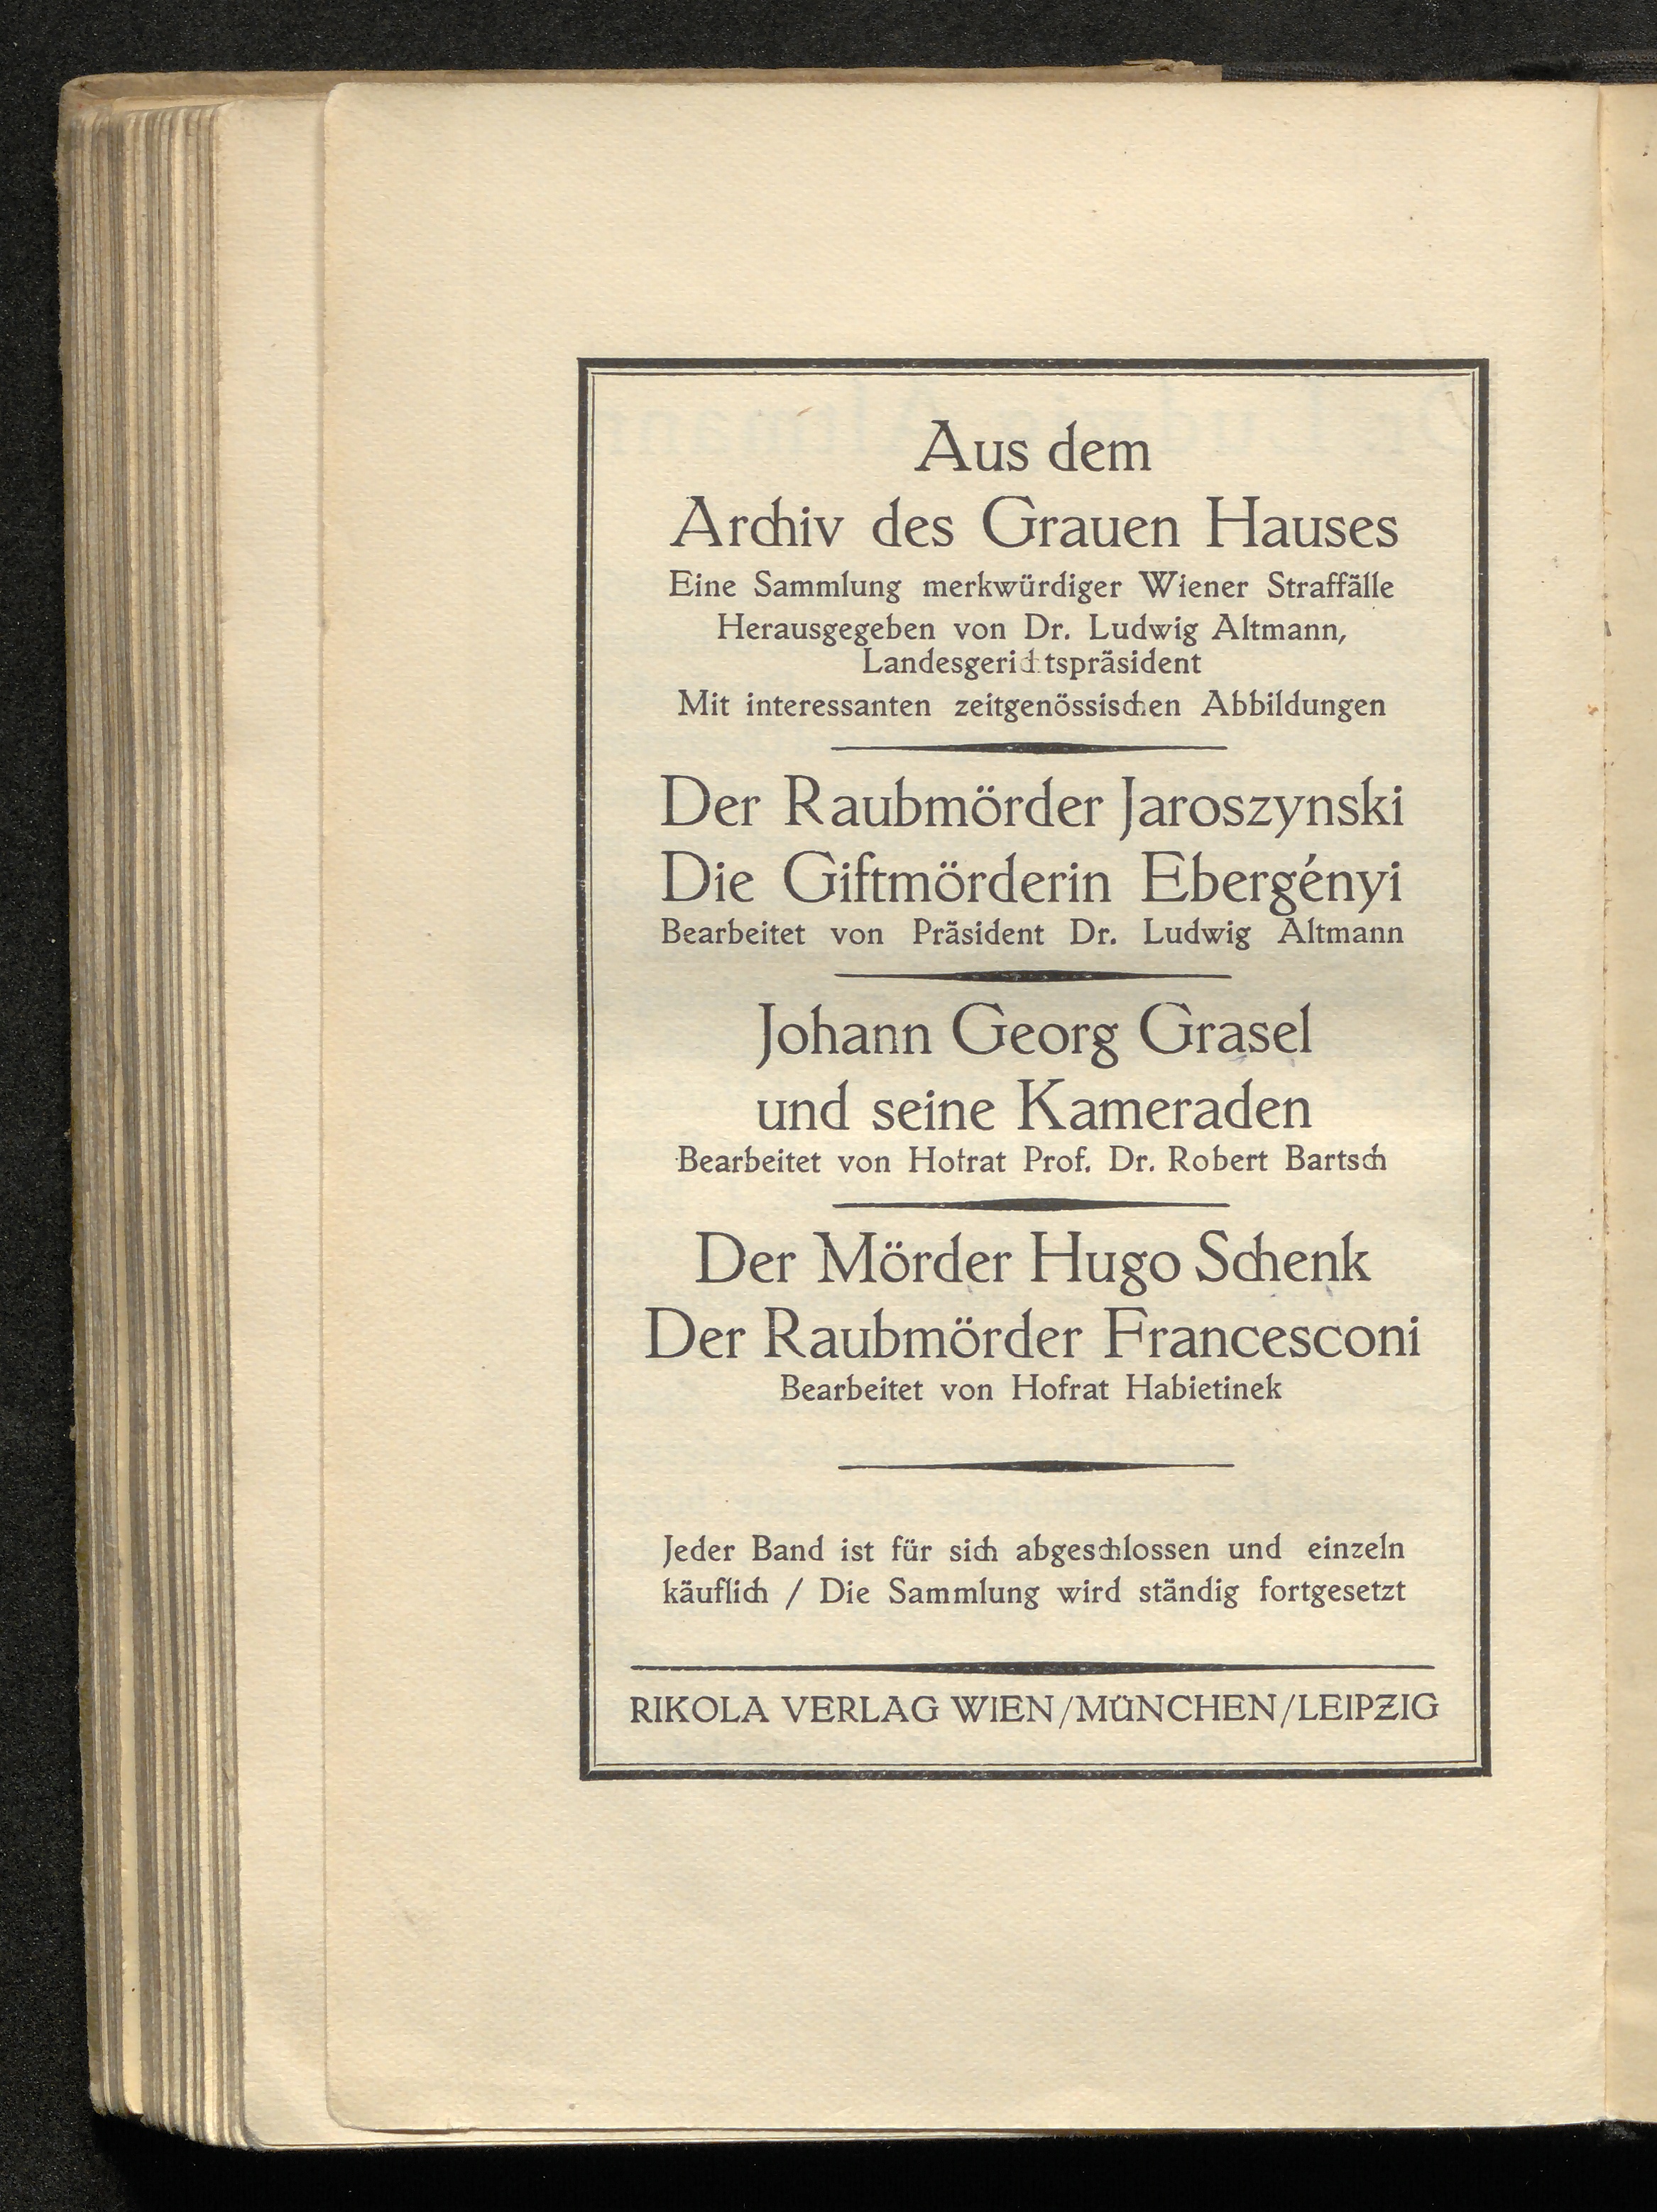 Aus dem
Archiv des Grauen Hauses
Eine Sammlung merkwürdiger Wiener Straffälle
Herausgegeben von Dr. Ludwig Altmann,
Landesgerichtspräsident
Mit interessanten zeitgenössischen Abbildungen
Der Raubmörder Jaroszynski
Die Giftmörderin Ebergényi
Bearbeitet von Präsident Dr. Ludwig Altmann
Johann Georg Grasel
und seine Kameraden
Bearbeitet von Hofrat Prof. Dr. Robert Bartsch
Der Mörder Hugo Schenk
Der Raubmörder Francesconi
Bearbeitet von Hofrat Habietinek
Jeder Band ist für sich abgeschlossen und einzeln
käuflich / Die Sammlung wird ständig fortgesetzt
RIKOLA VERLAG WIEN/MÜNCHEN/LEIPZIG